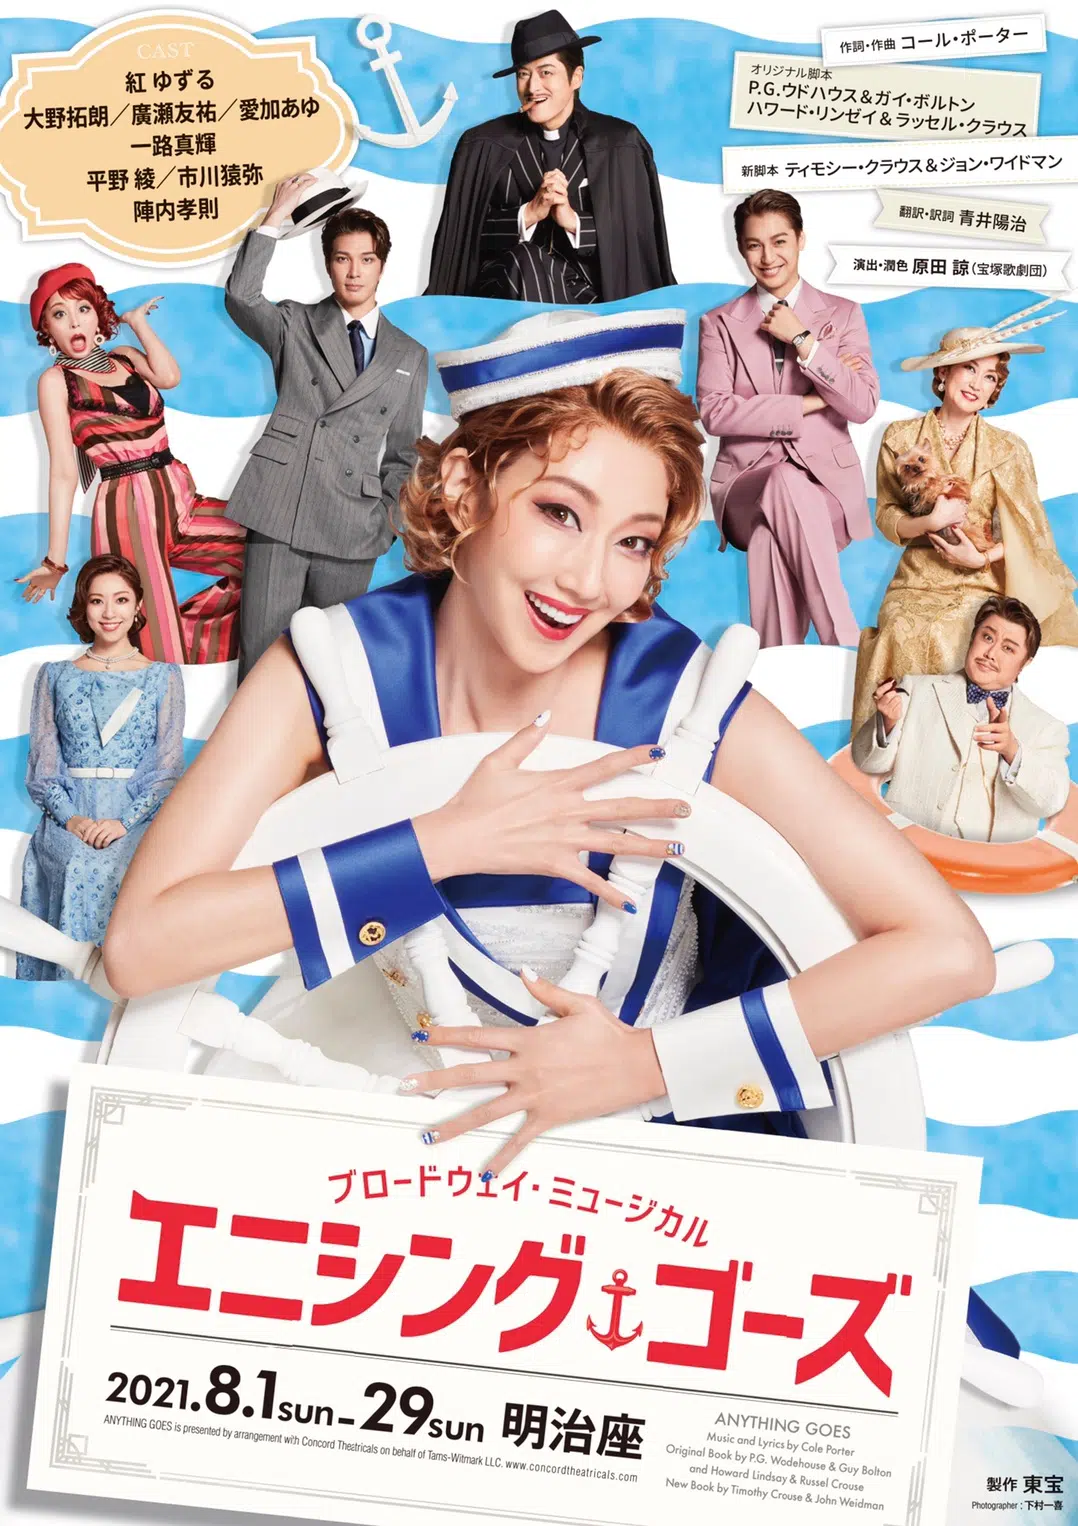 CAST
紅 ゆずる
大野拓朗／廣瀬友祐／愛加あゆ
一路真輝
平野 綾／市川猿弥
陣内孝則
作詞・作曲 コール・ポーター
オリジナル脚本
P.G.ウドハウス＆ガイ・ボルトン
ハワード・リンゼイ＆ラッセル・クラウス
新脚本 ティモシー・クラウス＆ジョン・ワイドマン
翻訳・訳詞 青井陽治
演出・潤色 原田 諒（宝塚歌劇団）
ブロードウェイ・ミュージカル
エニシング・ゴーズ
2021.8.1sun-29sun 明治座
ANYTHING GOES is presented by arrangement with Concord Theatricals on behalf of Tams-Witmark LLC. www.concordtheatricals.com
ANYTHING GOES
Music and Lyrics by Cole Porter
Original Book by P.G. Wodehouse & Guy Bolton
and Howard Lindsay & Russel Crouse
New Book by Timothy Crouse & John Weidman
製作 東宝
Photographer : 下村一喜